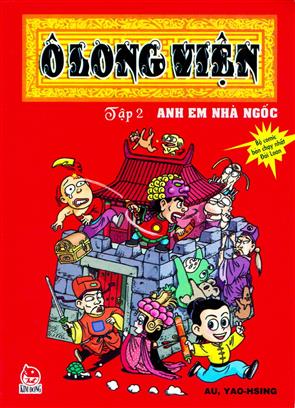 Ô LONG VIỆN
Tập 2 ANH EM NHÀ NGỐC
Bộ comic
bán chạy nhất
Đài Loan
AU, YAO-HSING
KIM ĐỒNG